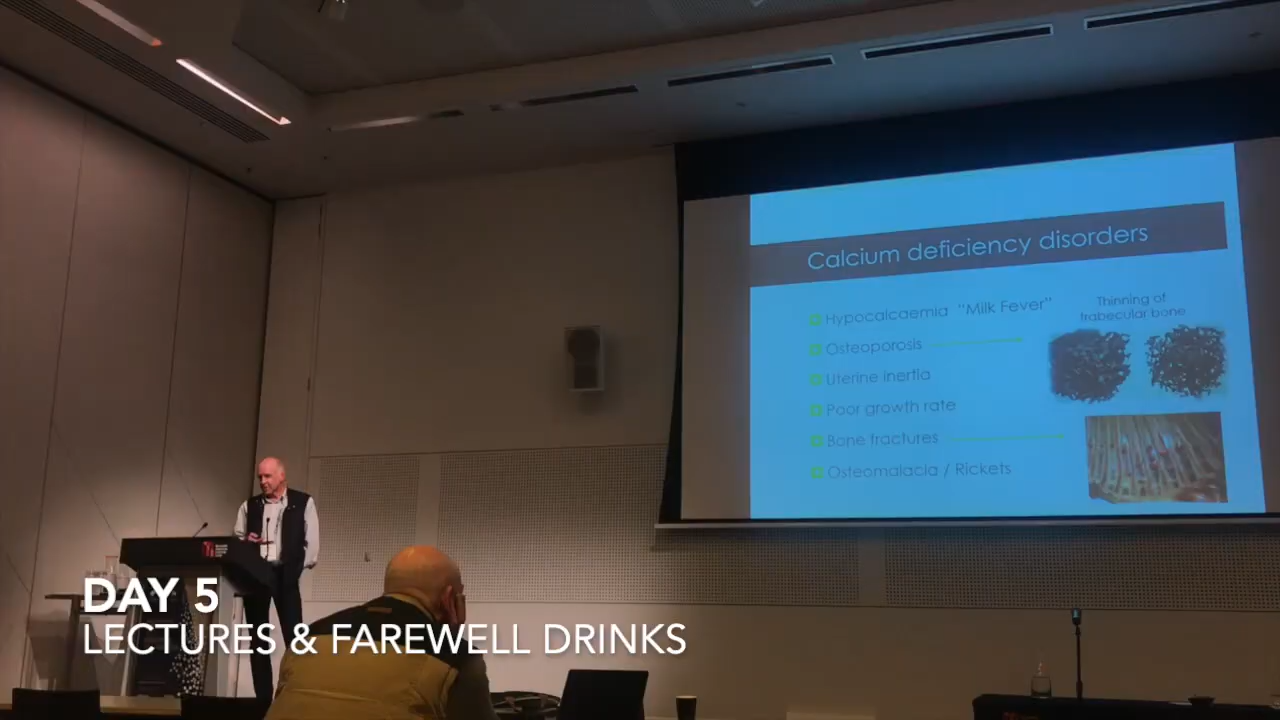 Calcium deficiency disorders
Hypocalcaemia "Milk Fever"
Osteoporosis
Uterine inertia
Poor growth rate
Bone fractures
Osteomalacia / Rickets
Thinning of
trabecular bone
DAY 5
LECTURES & FAREWELL DRINKS